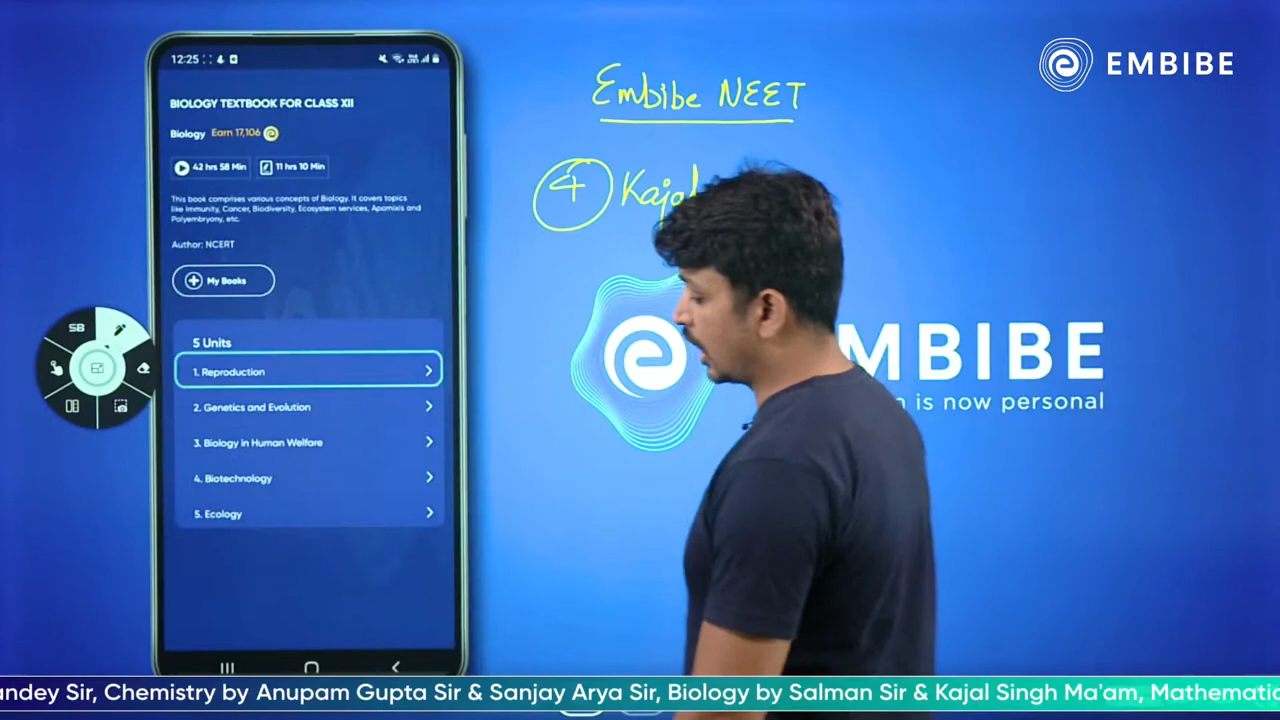 12:25
BIOLOGY TEXTBOOK FOR CLASS XII
Biology Earn 17,106
42 hrs 58 Min 11 hrs 10 Min
This book comprises various concepts of Biology. It covers topics
like Immunity, Cancer, Biodiversity, Ecosystem services, Apomixis and
Polyembryony, etc.
Author: NCERT
My Books
5 Units
1. Reproduction
2. Genetics and Evolution
3. Biology in Human Welfare
4. Biotechnology
5. Ecology
SB
Embibe NEET
4 Kajal
EMBIBE
MBIBE
n is now personal
andey Sir, Chemistry by Anupam Gupta Sir & Sanjay Arya Sir, Biology by Salman Sir & Kajal Singh Ma'am, Mathematic